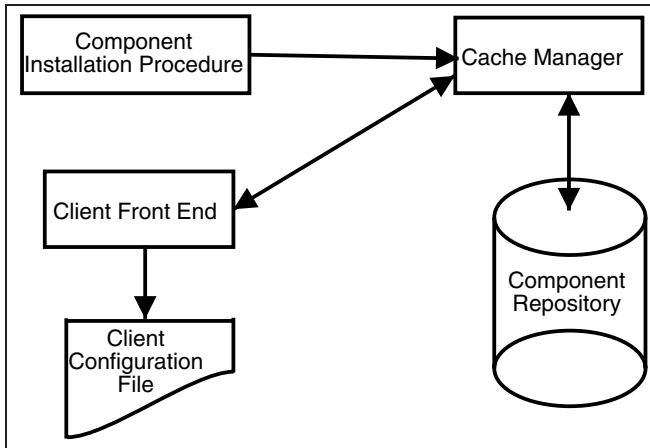 Component
Installation Procedure
Cache Manager
Client Front End
Component
Repository
Client
Configuration
File